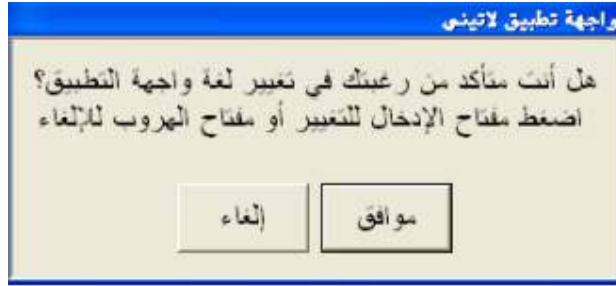 واجهة تطبيق لاتيني
هل أنت متأكد من رغبتك في تغيير لغة واجهة التطبيق؟
اضغط مفتاح الإدخال للتغيير أو مفتاح الهروب للإلغاء
موافق
إلغاء